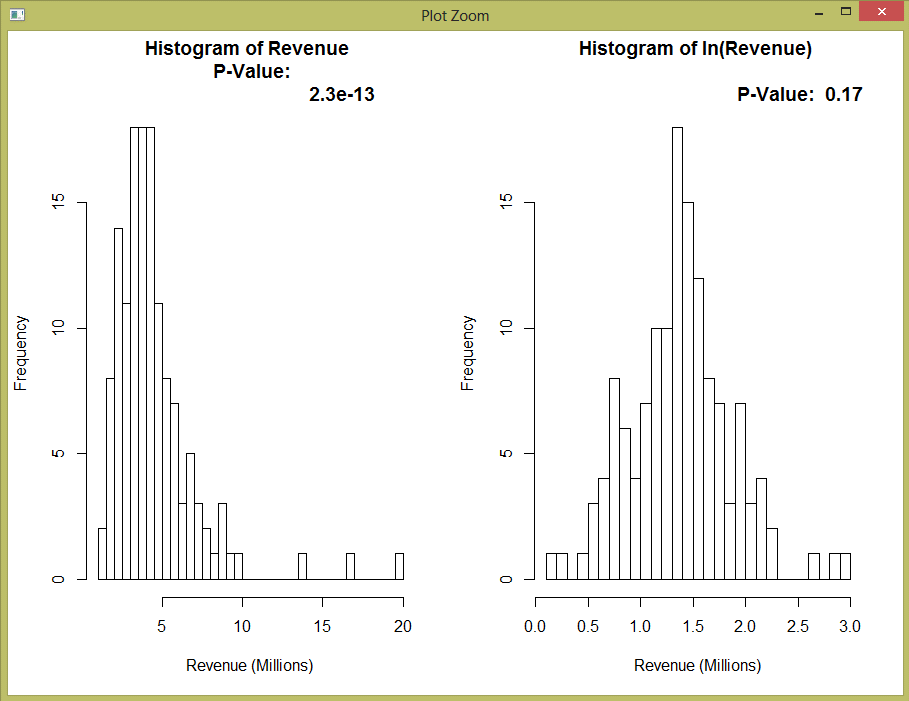 Plot Zoom
Histogram of Revenue
P-Value:
2.3e-13
Frequency
0
5
10
15
5
10
15
20
Revenue (Millions)
Histogram of ln(Revenue)
P-Value: 0.17
Frequency
0
5
10
15
0.0
0.5
1.0
1.5
2.0
2.5
3.0
Revenue (Millions)